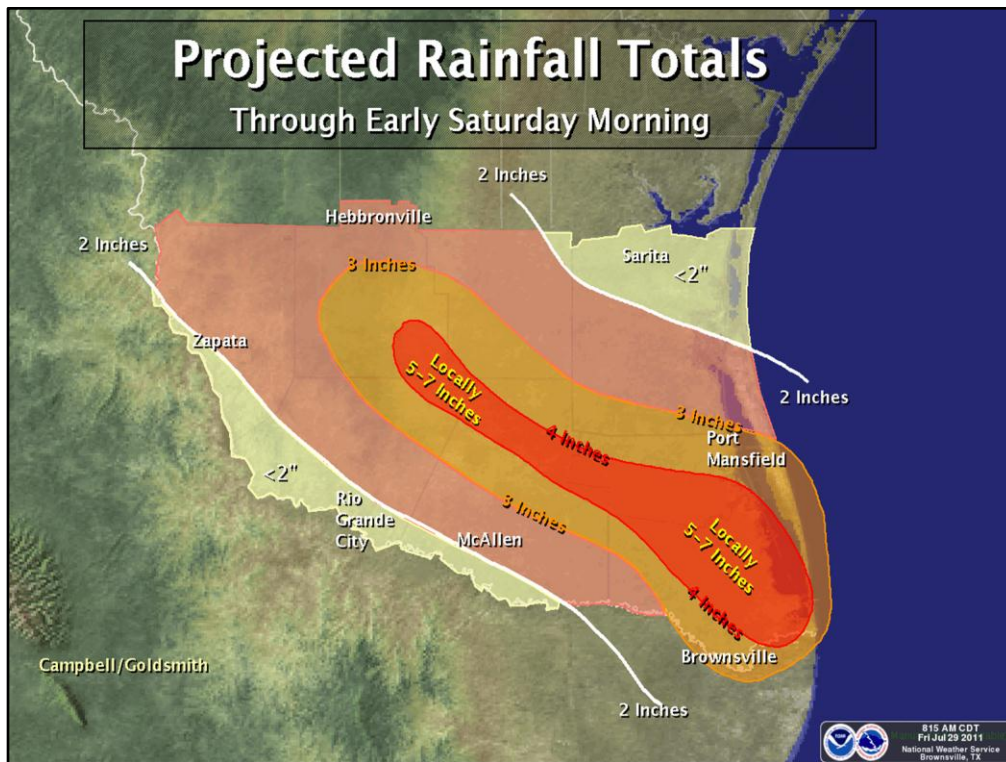 Projected Rainfall Totals
Through Early Saturday Morning
2 Inches
Hebbronville
2 Inches
Sarita
<2"
3 Inches
Zapata
Locally
5-7 Inches
2 Inches
3 Inches
4 Inches
Port
Mansfield
<2"
Rio
Grande
City
3 Inches
McAllen
Locally
5-7 Inches
4 Inches
Brownsville
Campbell/Goldsmith
2 Inches
815 AM CDT
Fri Jul 29 2011
National Weather Service
Brownsville, TX